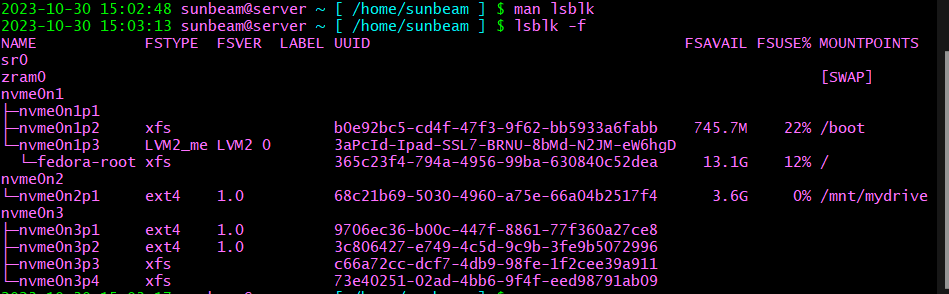 2023-10-30 15:02:48 sunbeam@server ~ [ /home/sunbeam ] $ man lsblk
2023-10-30 15:03:13 sunbeam@server ~ [ /home/sunbeam ] $ lsblk -f
NAME FSTYPE FSVER LABEL UUID FSAVAIL FSUSE% MOUNTPOINTS
sr0
zram0 [SWAP]
nvme0n1
├─nvme0n1p1
├─nvme0n1p2 xfs b0e92bc5-cd4f-47f3-9f62-bb5933a6fabb 745.7M 22% /boot
└─nvme0n1p3 LVM2_me LVM2 0 3aPcId-Ipad-SSL7-BRNU-8bMd-N2JM-eW6hgD
└─fedora-root xfs 365c23f4-794a-4956-99ba-630840c52dea 13.1G 12% /
nvme0n2
└─nvme0n2p1 ext4 1.0 68c21b69-5030-4960-a75e-66a04b2517f4 3.6G 0% /mnt/mydrive
nvme0n3
├─nvme0n3p1 ext4 1.0 9706ec36-b00c-447f-8861-77f360a27ce8
├─nvme0n3p2 ext4 1.0 3c806427-e749-4c5d-9c9b-3fe9b5072996
├─nvme0n3p3 xfs c66a72cc-dcf7-4db9-98fe-1f2cee39a911
└─nvme0n3p4 xfs 73e40251-02ad-4bb6-9f4f-eed98791ab09